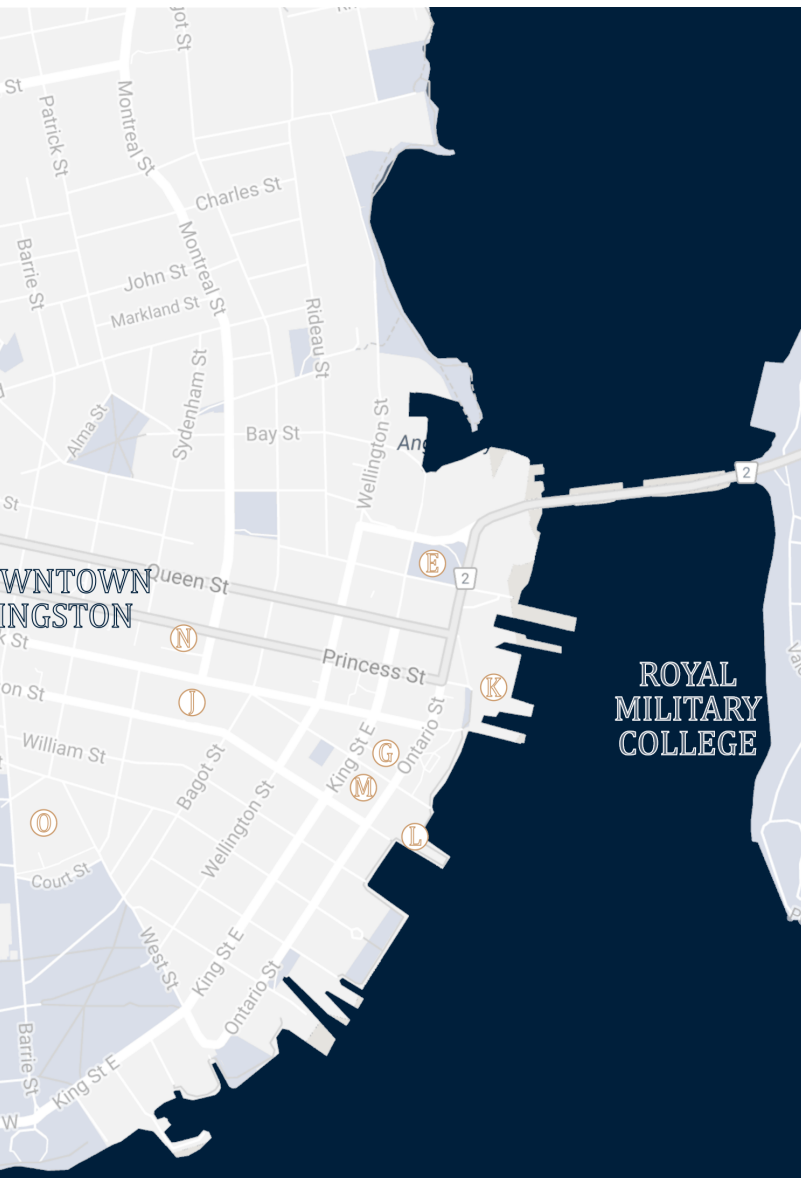 St
Patrick St
Montreal St
Charles St
Montreal St
Barrie St
John St
Markland St
Rideau St
Sydenham St
Alma St
Bay St
Wellington St
2
St
E
2
WNTOWN
INGSTON
Queen St
N
k St
Princess St
on St
J
K
ROYAL
MILITARY
COLLEGE
William St
Bagot St
King St E
G
Ontario St
M
Wellington St
O
L
Court St
West St
King St E
Ontario St
Barrie St
King St E
W